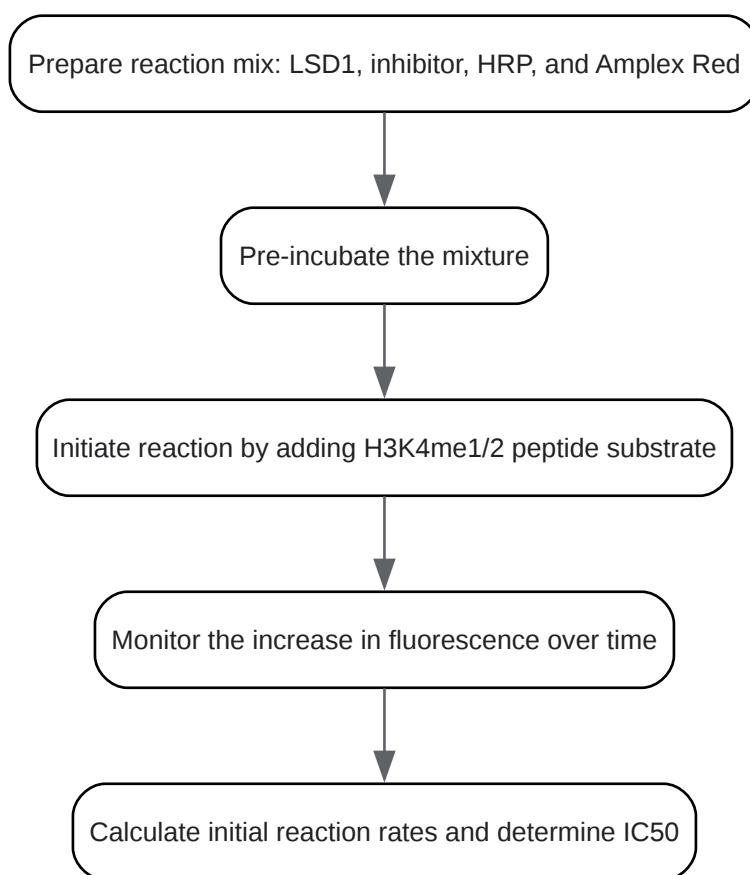 Prepare reaction mix: LSD1, inhibitor, HRP, and Amplex Red
Pre-incubate the mixture
Initiate reaction by adding H3K4me1/2 peptide substrate
Monitor the increase in fluorescence over time
Calculate initial reaction rates and determine IC50